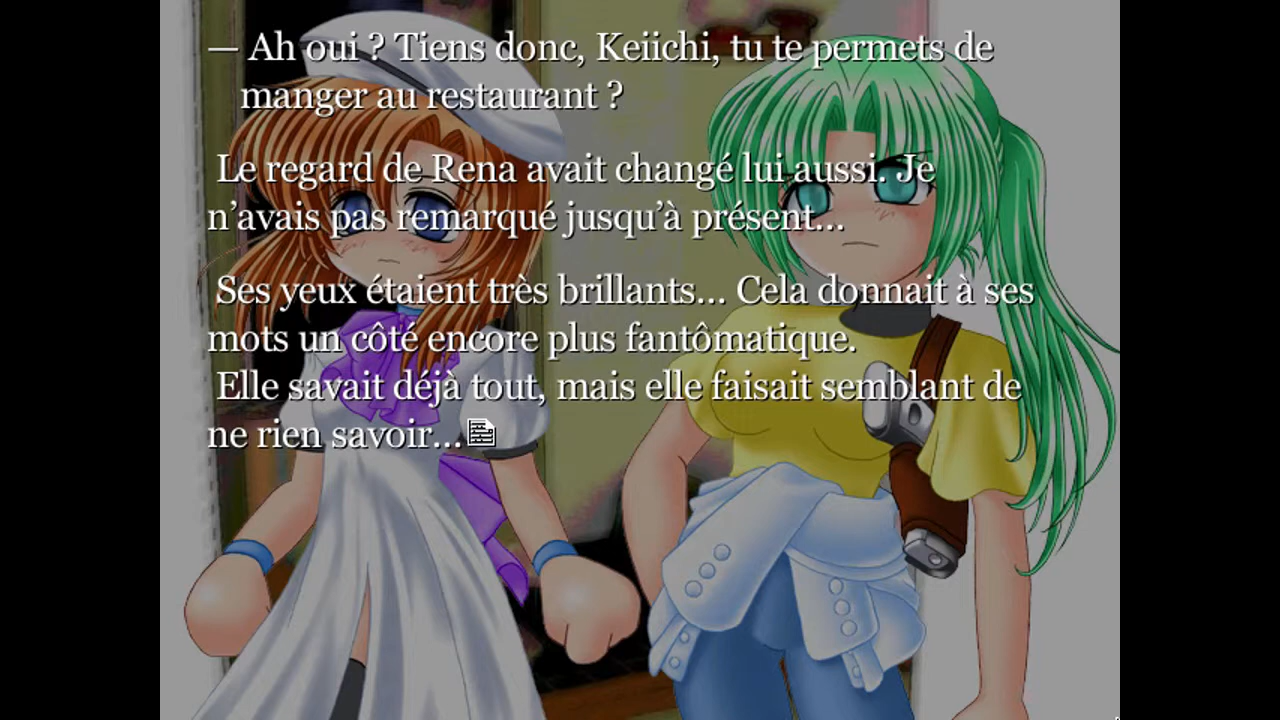 — Ah oui ? Tiens donc, Keiichi, tu te permets de
manger au restaurant ?
Le regard de Rena avait changé lui aussi. Je
n’avais pas remarqué jusqu’à présent…
Ses yeux étaient très brillants… Cela donnait à ses
mots un côté encore plus fantômatique.
Elle savait déjà tout, mais elle faisait semblant de
ne rien savoir…